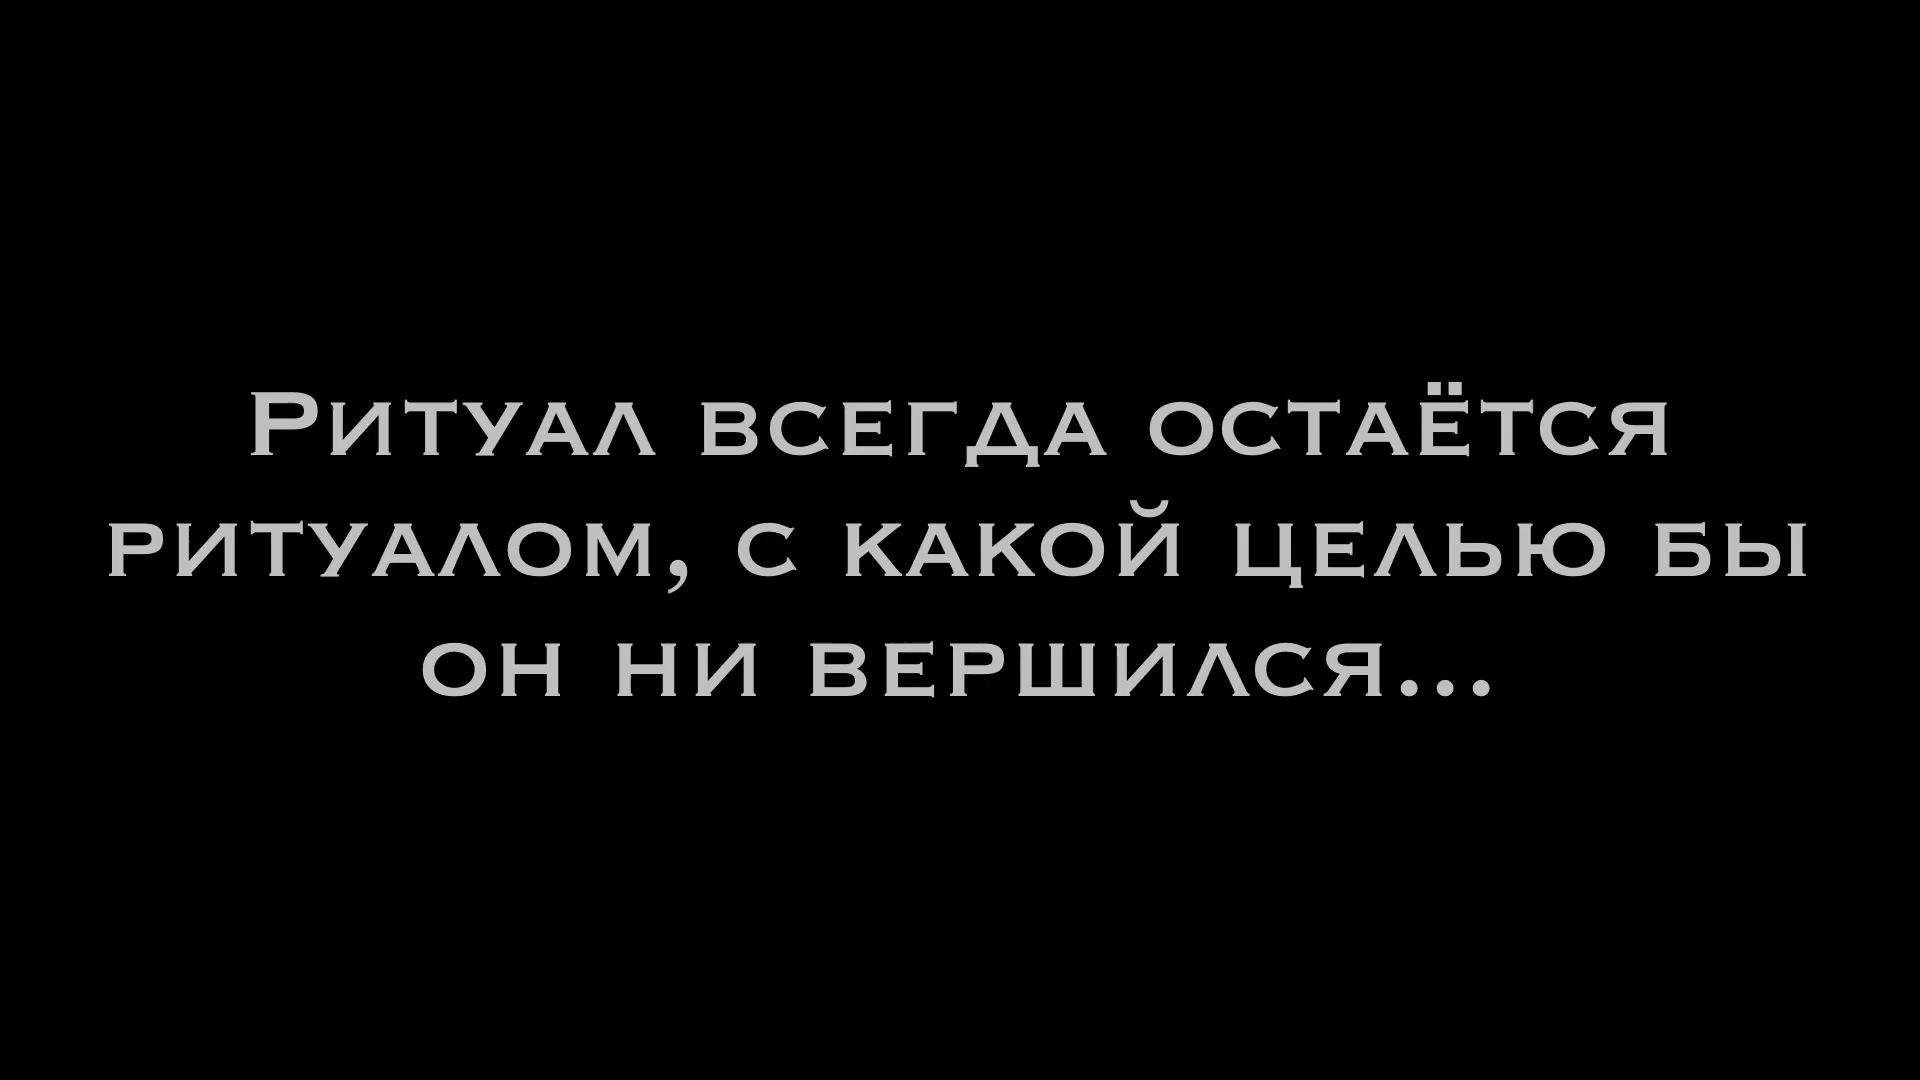 Ритуал всегда остаётся
ритуалом, с какой целью бы
он ни вершился...